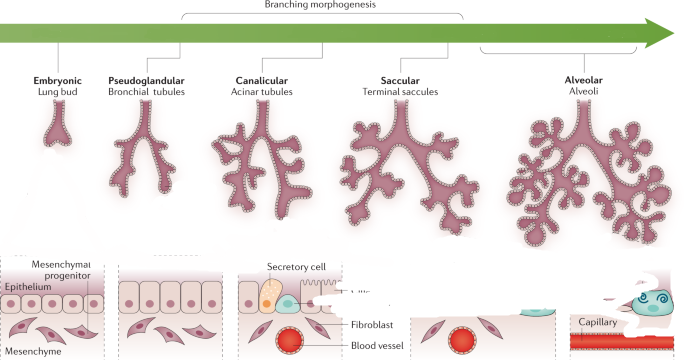 Branching morphogenesis
Embryonic
Lung bud
Pseudoglandular
Bronchial tubules
Canalicular
Acinar tubules
Saccular
Terminal saccules
Alveolar
Alveoli
Mesenchymal
progenitor
Epithelium
Mesenchyme
Secretory cell
Fibroblast
Blood vessel
Capillary